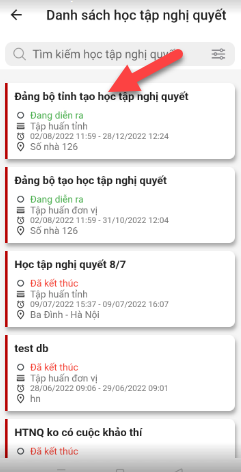 Danh sách học tập nghị quyết
Tìm kiếm học tập nghị quyết
Đảng bộ tỉnh tạo học tập nghị quyết
Đang diễn ra
Tập huấn tỉnh
02/08/2022 11:59 - 28/12/2022 12:24
Số nhà 126
Đảng bộ tạo học tập nghị quyết
Đang diễn ra
Tập huấn đơn vị
02/08/2022 11:59 - 31/10/2022 12:04
Số nhà 126
Học tập nghị quyết 8/7
Đã kết thúc
Tập huấn tỉnh
09/07/2022 15:37 - 09/07/2022 16:07
Ba Đình - Hà Nội
test db
Đã kết thúc
Tập huấn đơn vị
28/06/2022 09:06 - 29/06/2022 09:01
hn
HTNQ ko có cuộc khảo thí
Đã kết thúc